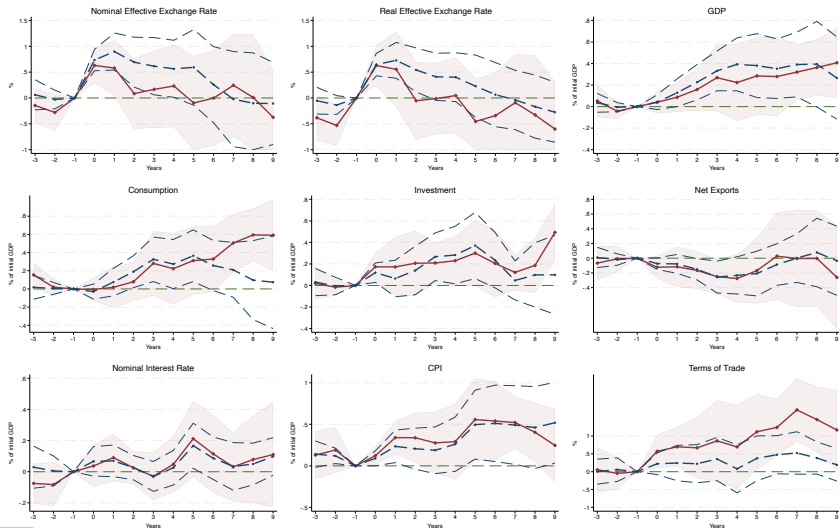 Nominal Effective Exchange Rate
1.5
1
.5
0
-.5
-1
%
-3 -2 -1 0 1 2 3 4 5 6 7 8 9
Years
Real Effective Exchange Rate
1.5
1
.5
0
-.5
-1
%
-3 -2 -1 0 1 2 3 4 5 6 7 8 9
Years
GDP
.8
.6
.4
.2
0
-.2
-.4
% of initial GDP
-3 -2 -1 0 1 2 3 4 5 6 7 8 9
Years
Consumption
.8
.6
.4
.2
0
-.2
-.4
% of initial GDP
-3 -2 -1 0 1 2 3 4 5 6 7 8 9
Years
Investment
.8
.6
.4
.2
0
-.2
-.4
% of initial GDP
-3 -2 -1 0 1 2 3 4 5 6 7 8 9
Years
Net Exports
.8
.6
.4
.2
0
-.2
-.4
% of initial GDP
-3 -2 -1 0 1 2 3 4 5 6 7 8 9
Years
Nominal Interest Rate
.6
.4
.2
0
-.2
% of initial GDP
-3 -2 -1 0 1 2 3 4 5 6 7 8 9
Years
CPI
1
.5
0
-.5
% of initial GDP
-3 -2 -1 0 1 2 3 4 5 6 7 8 9
Years
Terms of Trade
1
.5
0
-.5
-1
% of initial GDP
-3 -2 -1 0 1 2 3 4 5 6 7 8 9
Years